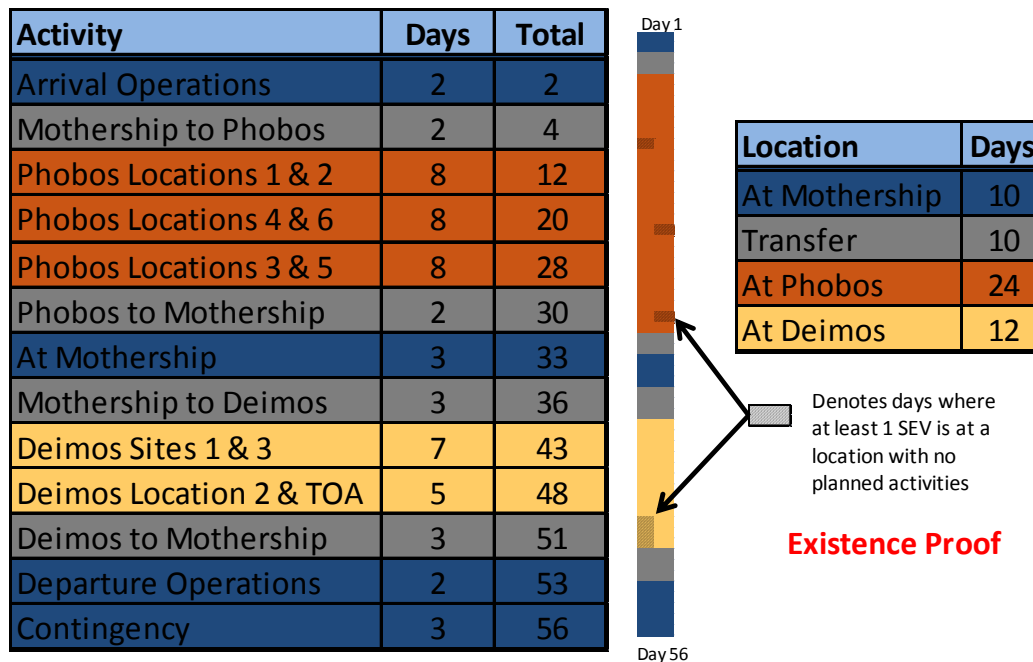 Activity Days Total
Arrival Operations 2 2
Mothership to Phobos 2 4
Phobos Locations 1 & 2 8 12
Phobos Locations 4 & 6 8 20
Phobos Locations 3 & 5 8 28
Phobos to Mothership 2 30
At Mothership 3 33
Mothership to Deimos 3 36
Deimos Sites 1 & 3 7 43
Deimos Location 2 & TOA 5 48
Deimos to Mothership 3 51
Departure Operations 2 53
Contingency 3 56
Day 1
Day 56
Location Days
At Mothership 10
Transfer 10
At Phobos 24
At Deimos 12
Denotes days where
at least 1 SEV is at a
location with no
planned activities
Existence Proof